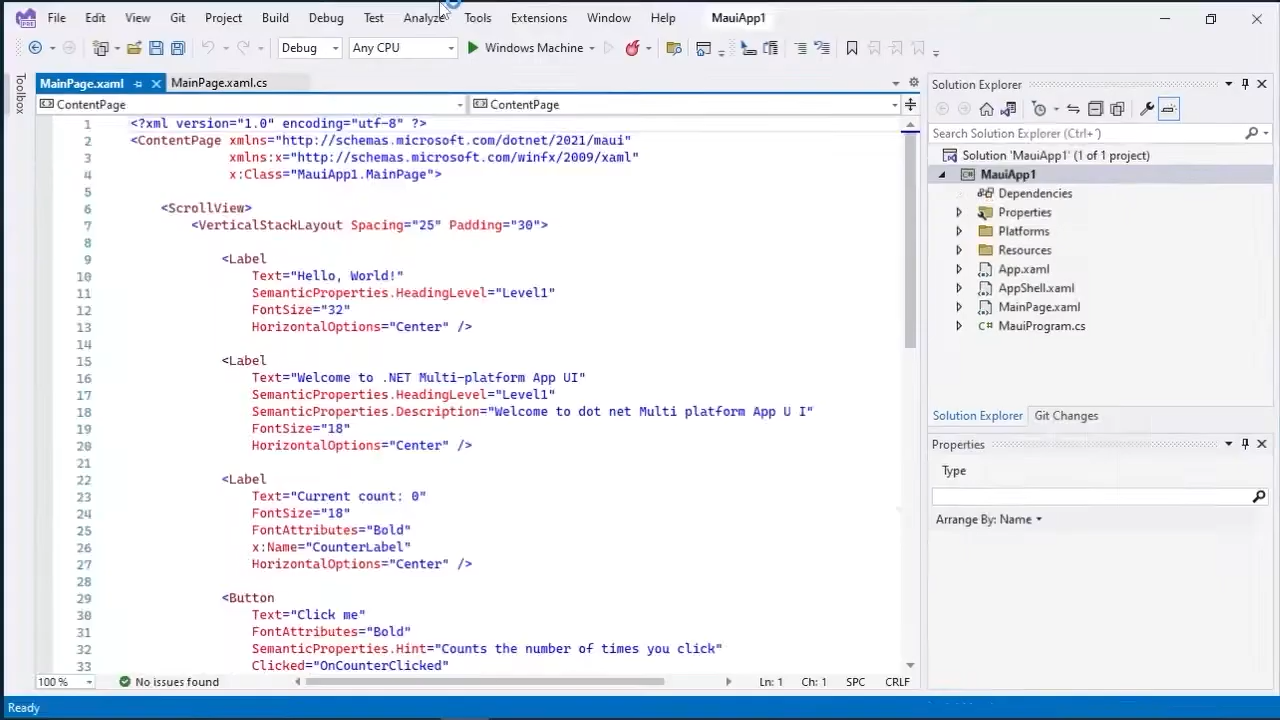 File Edit View Git Project Build Debug Test Analyze Tools Extensions Window Help MauiApp1
PRE
Debug Any CPU Windows Machine
Toolbox
MainPage.xaml MainPage.xaml.cs
ContentPage ContentPage
1 <?xml version="1.0" encoding="utf-8" ?>
2 <ContentPage xmlns="http://schemas.microsoft.com/dotnet/2021/maui"
3 xmlns:x="http://schemas.microsoft.com/winfx/2009/xaml"
4 x:Class="MauiApp1.MainPage">
5
6 <ScrollView>
7 <VerticalStackLayout Spacing="25" Padding="30">
8
9 <Label
10 Text="Hello, World!"
11 SemanticProperties.HeadingLevel="Level1"
12 FontSize="32"
13 HorizontalOptions="Center" />
14
15 <Label
16 Text="Welcome to .NET Multi-platform App UI"
17 SemanticProperties.HeadingLevel="Level1"
18 SemanticProperties.Description="Welcome to dot net Multi platform App U I"
19 FontSize="18"
20 HorizontalOptions="Center" />
21
22 <Label
23 Text="Current count: 0"
24 FontSize="18"
25 FontAttributes="Bold"
26 x:Name="CounterLabel"
27 HorizontalOptions="Center" />
28
29 <Button
30 Text="Click me"
31 FontAttributes="Bold"
32 SemanticProperties.Hint="Counts the number of times you click"
33 Clicked="OnCounterClicked"
100 % No issues found Ln: 1 Ch: 1 SPC CRLF
Solution Explorer
Search Solution Explorer (Ctrl+')
Solution 'MauiApp1' (1 of 1 project)
MauiApp1
Dependencies
Properties
Platforms
Resources
App.xaml
AppShell.xaml
MainPage.xaml
C# MauiProgram.cs
Solution Explorer Git Changes
Properties
Type
Arrange By: Name
Ready